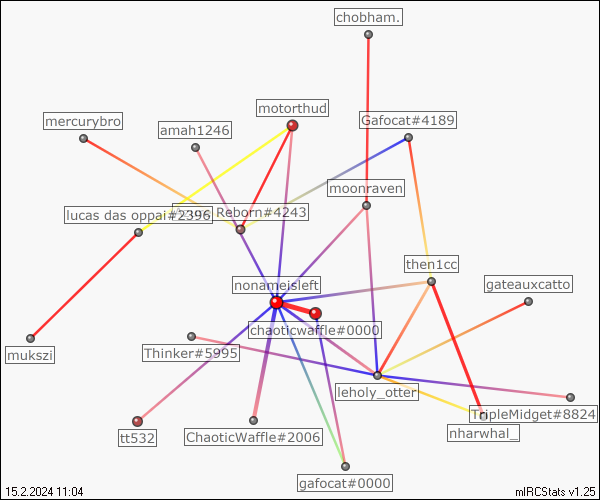 chobham.
motorthud
mercurybro
amah1246
Gafocat#4189
moonraven
lucas das oppai#2396
Reborn#4243
then1cc
nonameisleft
gateauxcatto
chaoticwaffle#0000
mukszi
Thinker#5995
leholy_otter
TripleMidget#8824
tt532
ChaoticWaffle#2006
nharwhal_
gafocat#0000
15.2.2024 11:04
mIRCStats v1.25